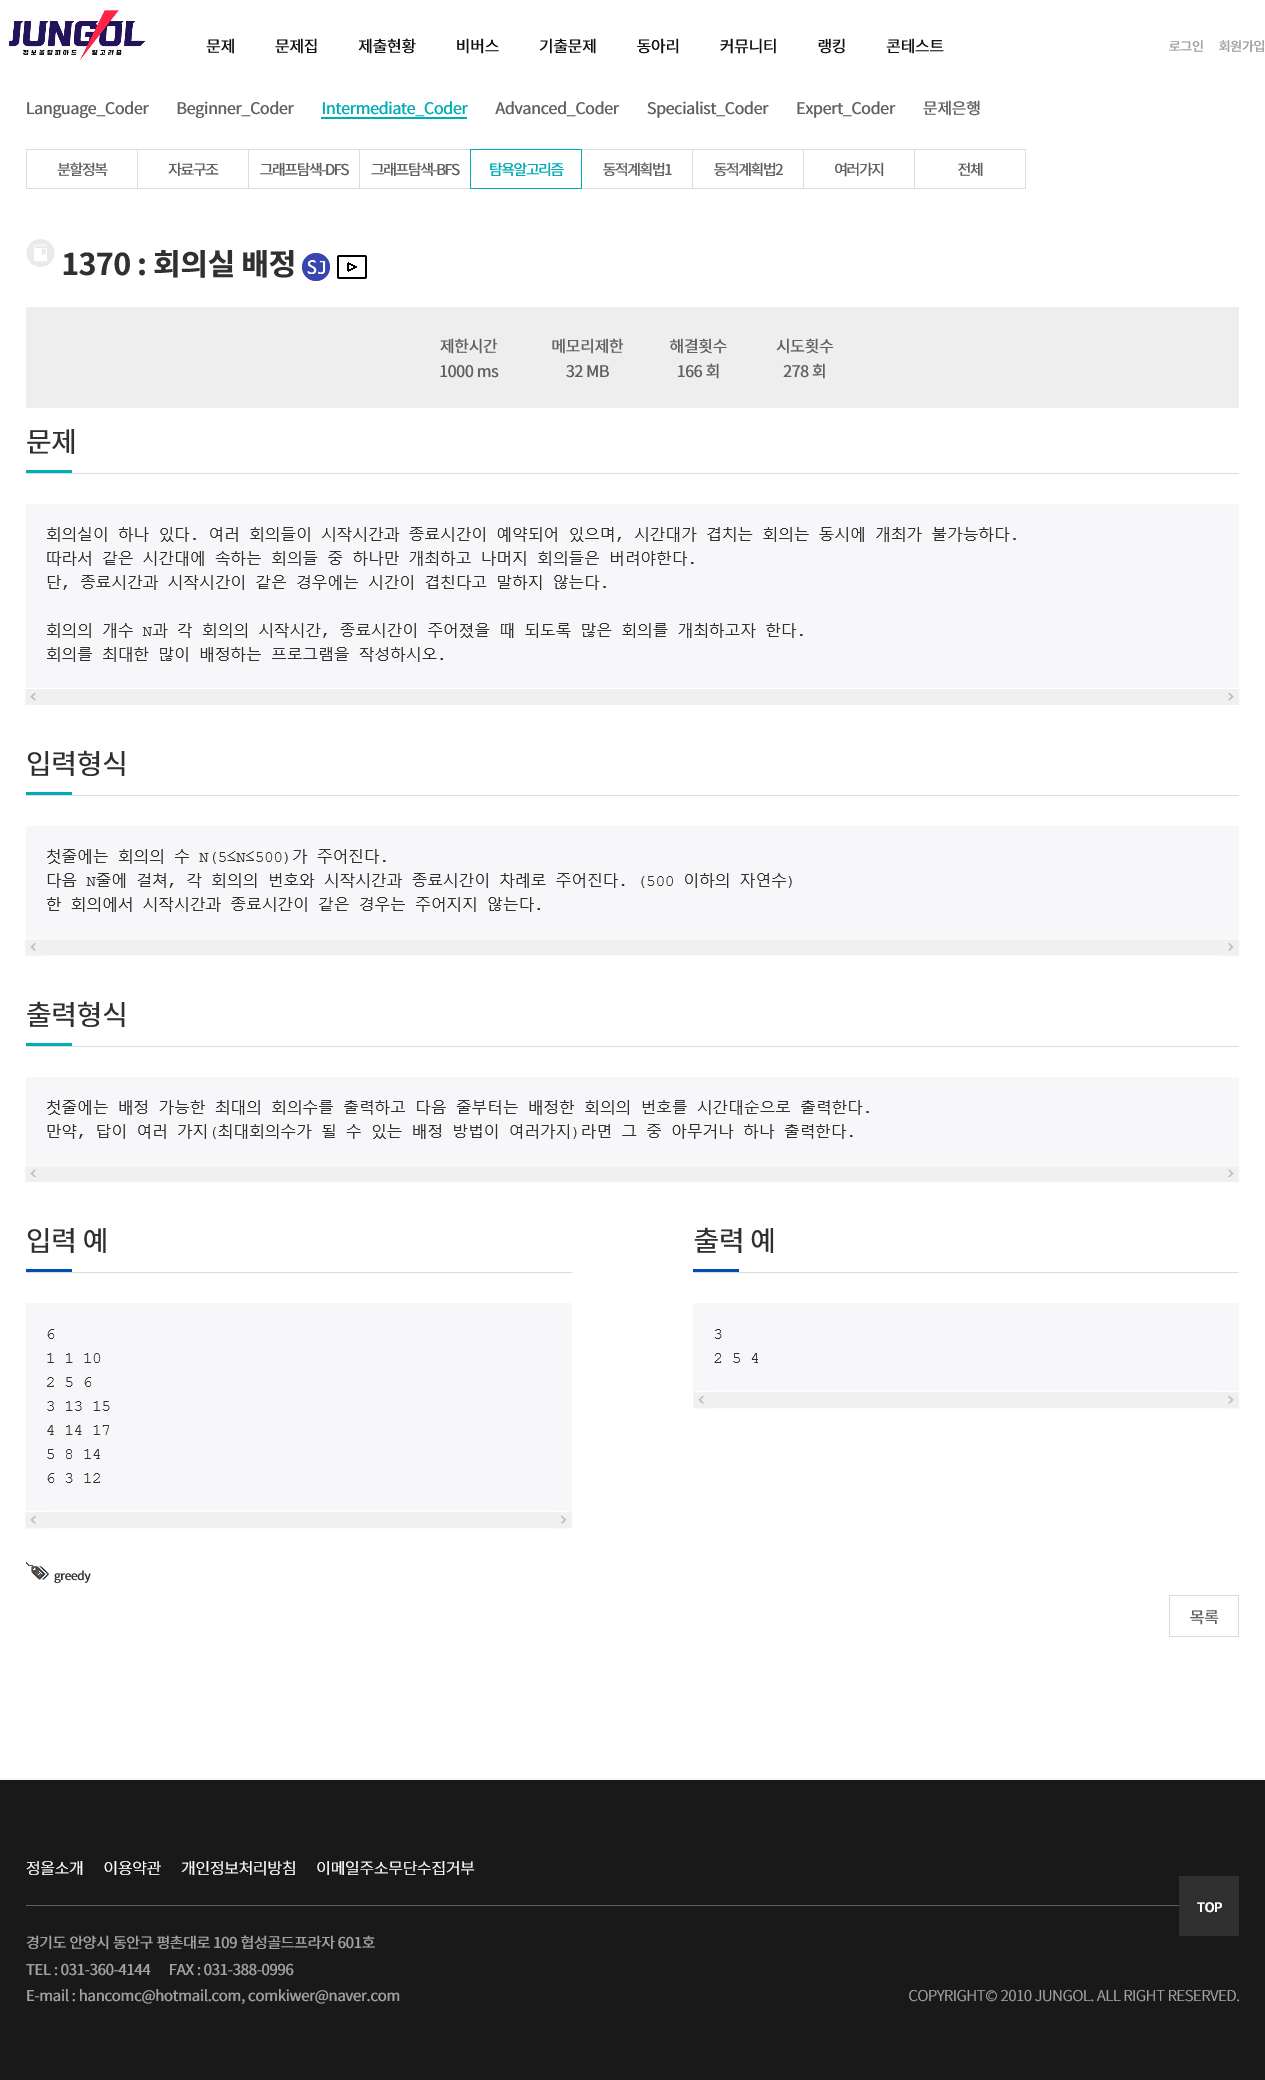 JUNGOL
정보올림피아드 알고리즘
문제 문제집 제출현황 비버스 기출문제 동아리 커뮤니티 랭킹 콘테스트 로그인 회원가입
Language_Coder Beginner_Coder Intermediate_Coder Advanced_Coder Specialist_Coder Expert_Coder 문제은행
분할정복 자료구조 그래프탐색-DFS 그래프탐색-BFS 탐욕알고리즘 동적계획법1 동적계획법2 여러가지 전체
1370 : 회의실 배정 SJ
제한시간 메모리제한 해결횟수 시도횟수
1000 ms 32 MB 166 회 278 회
문제
회의실이 하나 있다. 여러 회의들이 시작시간과 종료시간이 예약되어 있으며, 시간대가 겹치는 회의는 동시에 개최가 불가능하다.
따라서 같은 시간대에 속하는 회의들 중 하나만 개최하고 나머지 회의들은 버려야한다.
단, 종료시간과 시작시간이 같은 경우에는 시간이 겹친다고 말하지 않는다.
회의의 개수 N과 각 회의의 시작시간, 종료시간이 주어졌을 때 되도록 많은 회의를 개최하고자 한다.
회의를 최대한 많이 배정하는 프로그램을 작성하시오.
입력형식
첫줄에는 회의의 수 N(5≤N≤500)가 주어진다.
다음 N줄에 걸쳐, 각 회의의 번호와 시작시간과 종료시간이 차례로 주어진다. (500 이하의 자연수)
한 회의에서 시작시간과 종료시간이 같은 경우는 주어지지 않는다.
출력형식
첫줄에는 배정 가능한 최대의 회의수를 출력하고 다음 줄부터는 배정한 회의의 번호를 시간대순으로 출력한다.
만약, 답이 여러 가지(최대회의수가 될 수 있는 배정 방법이 여러가지)라면 그 중 아무거나 하나 출력한다.
입력 예
6
1 1 10
2 5 6
3 13 15
4 14 17
5 8 14
6 3 12
출력 예
3
2 5 4
greedy
목록
정올소개 이용약관 개인정보처리방침 이메일주소무단수집거부
TOP
경기도 안양시 동안구 평촌대로 109 협성골드프라자 601호
TEL : 031-360-4144 FAX : 031-388-0996
E-mail : hancomc@hotmail.com, comkiwer@naver.com
COPYRIGHT© 2010 JUNGOL. ALL RIGHT RESERVED.